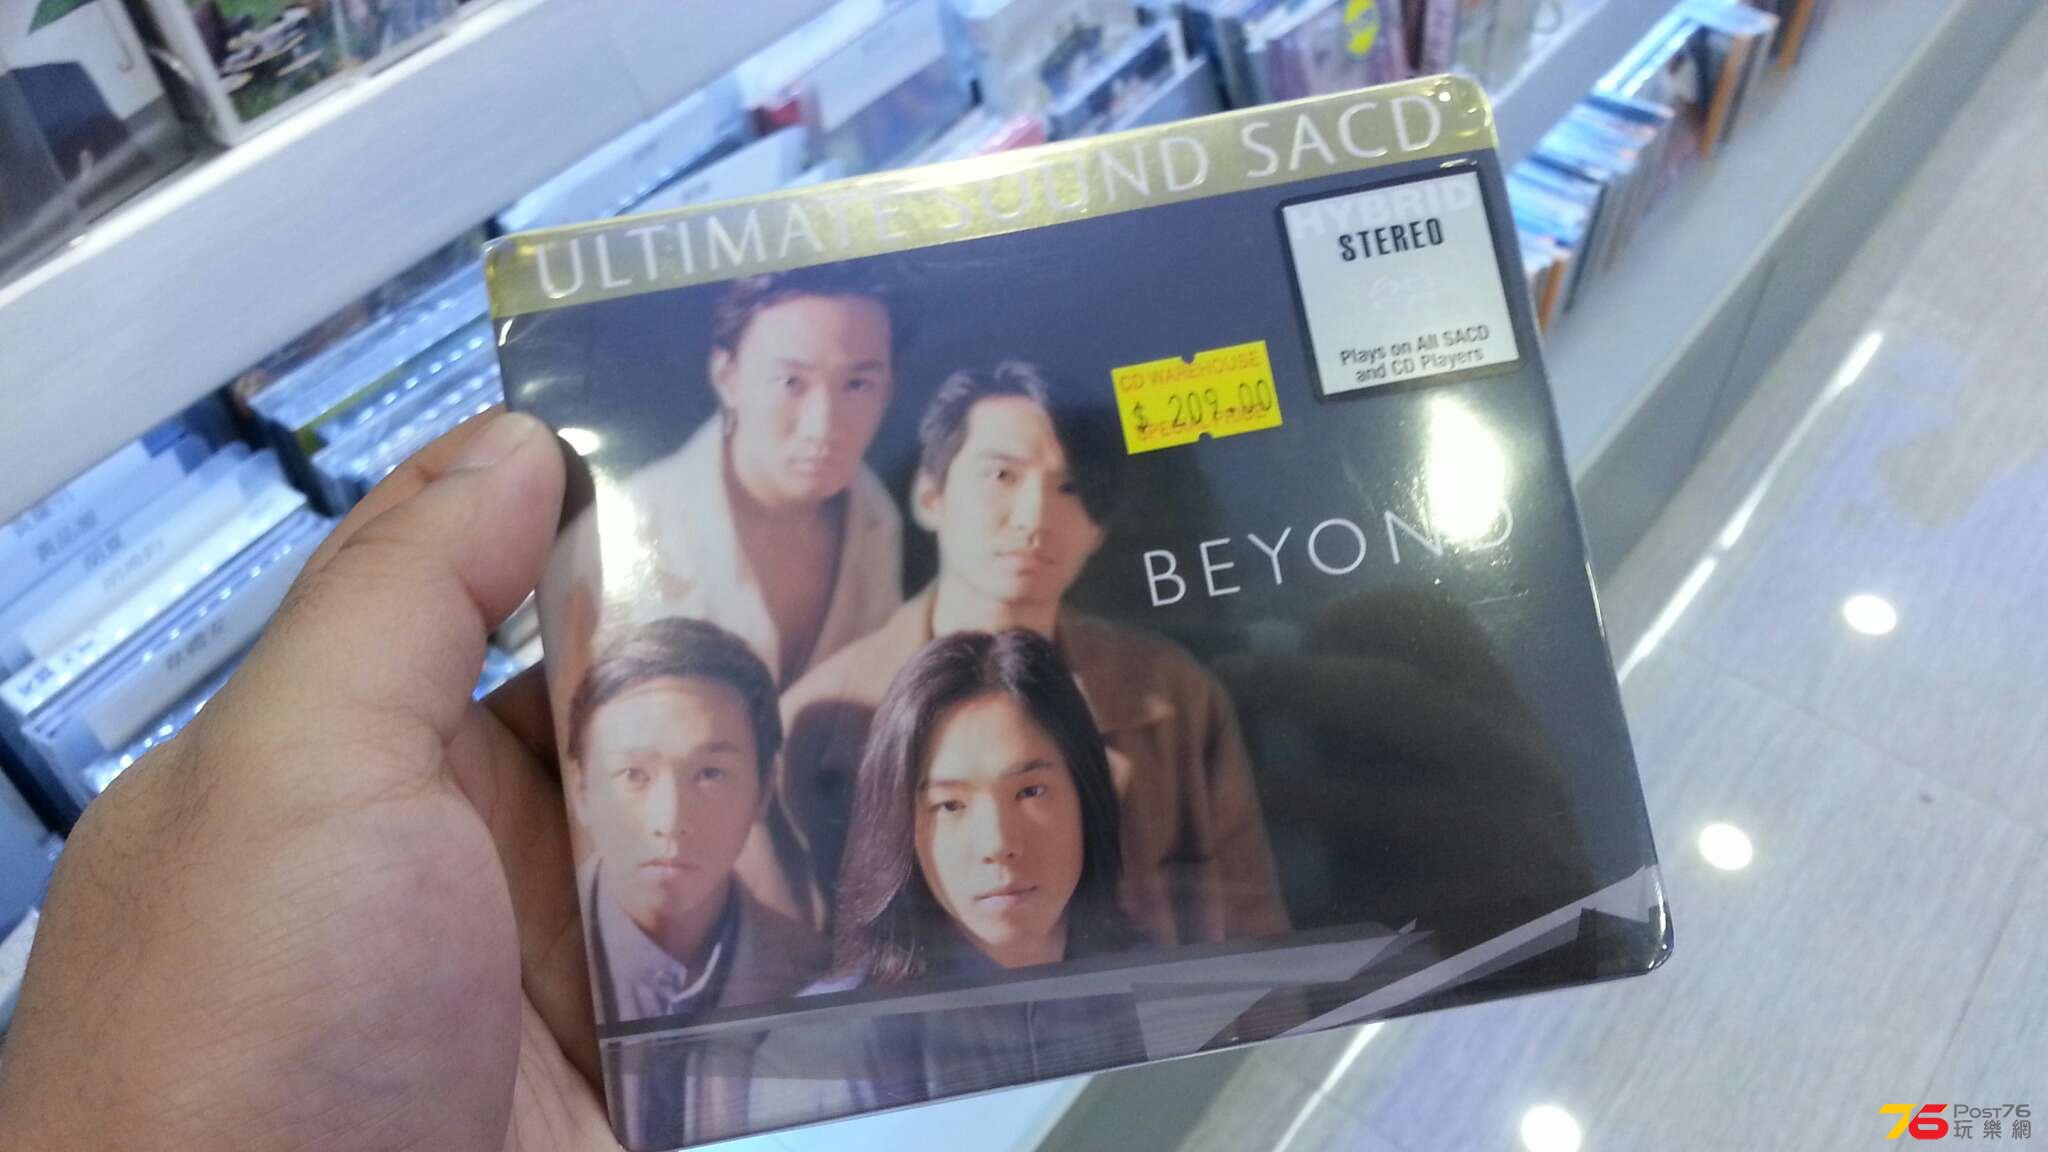 ULTIMATE SOUND SACD
HYBRID
STEREO
Plays on All SACD
and CD Players
CD WAREHOUSE
$ 209.00
SPECIAL PRICE
BEYOND
76 POST76
玩樂網